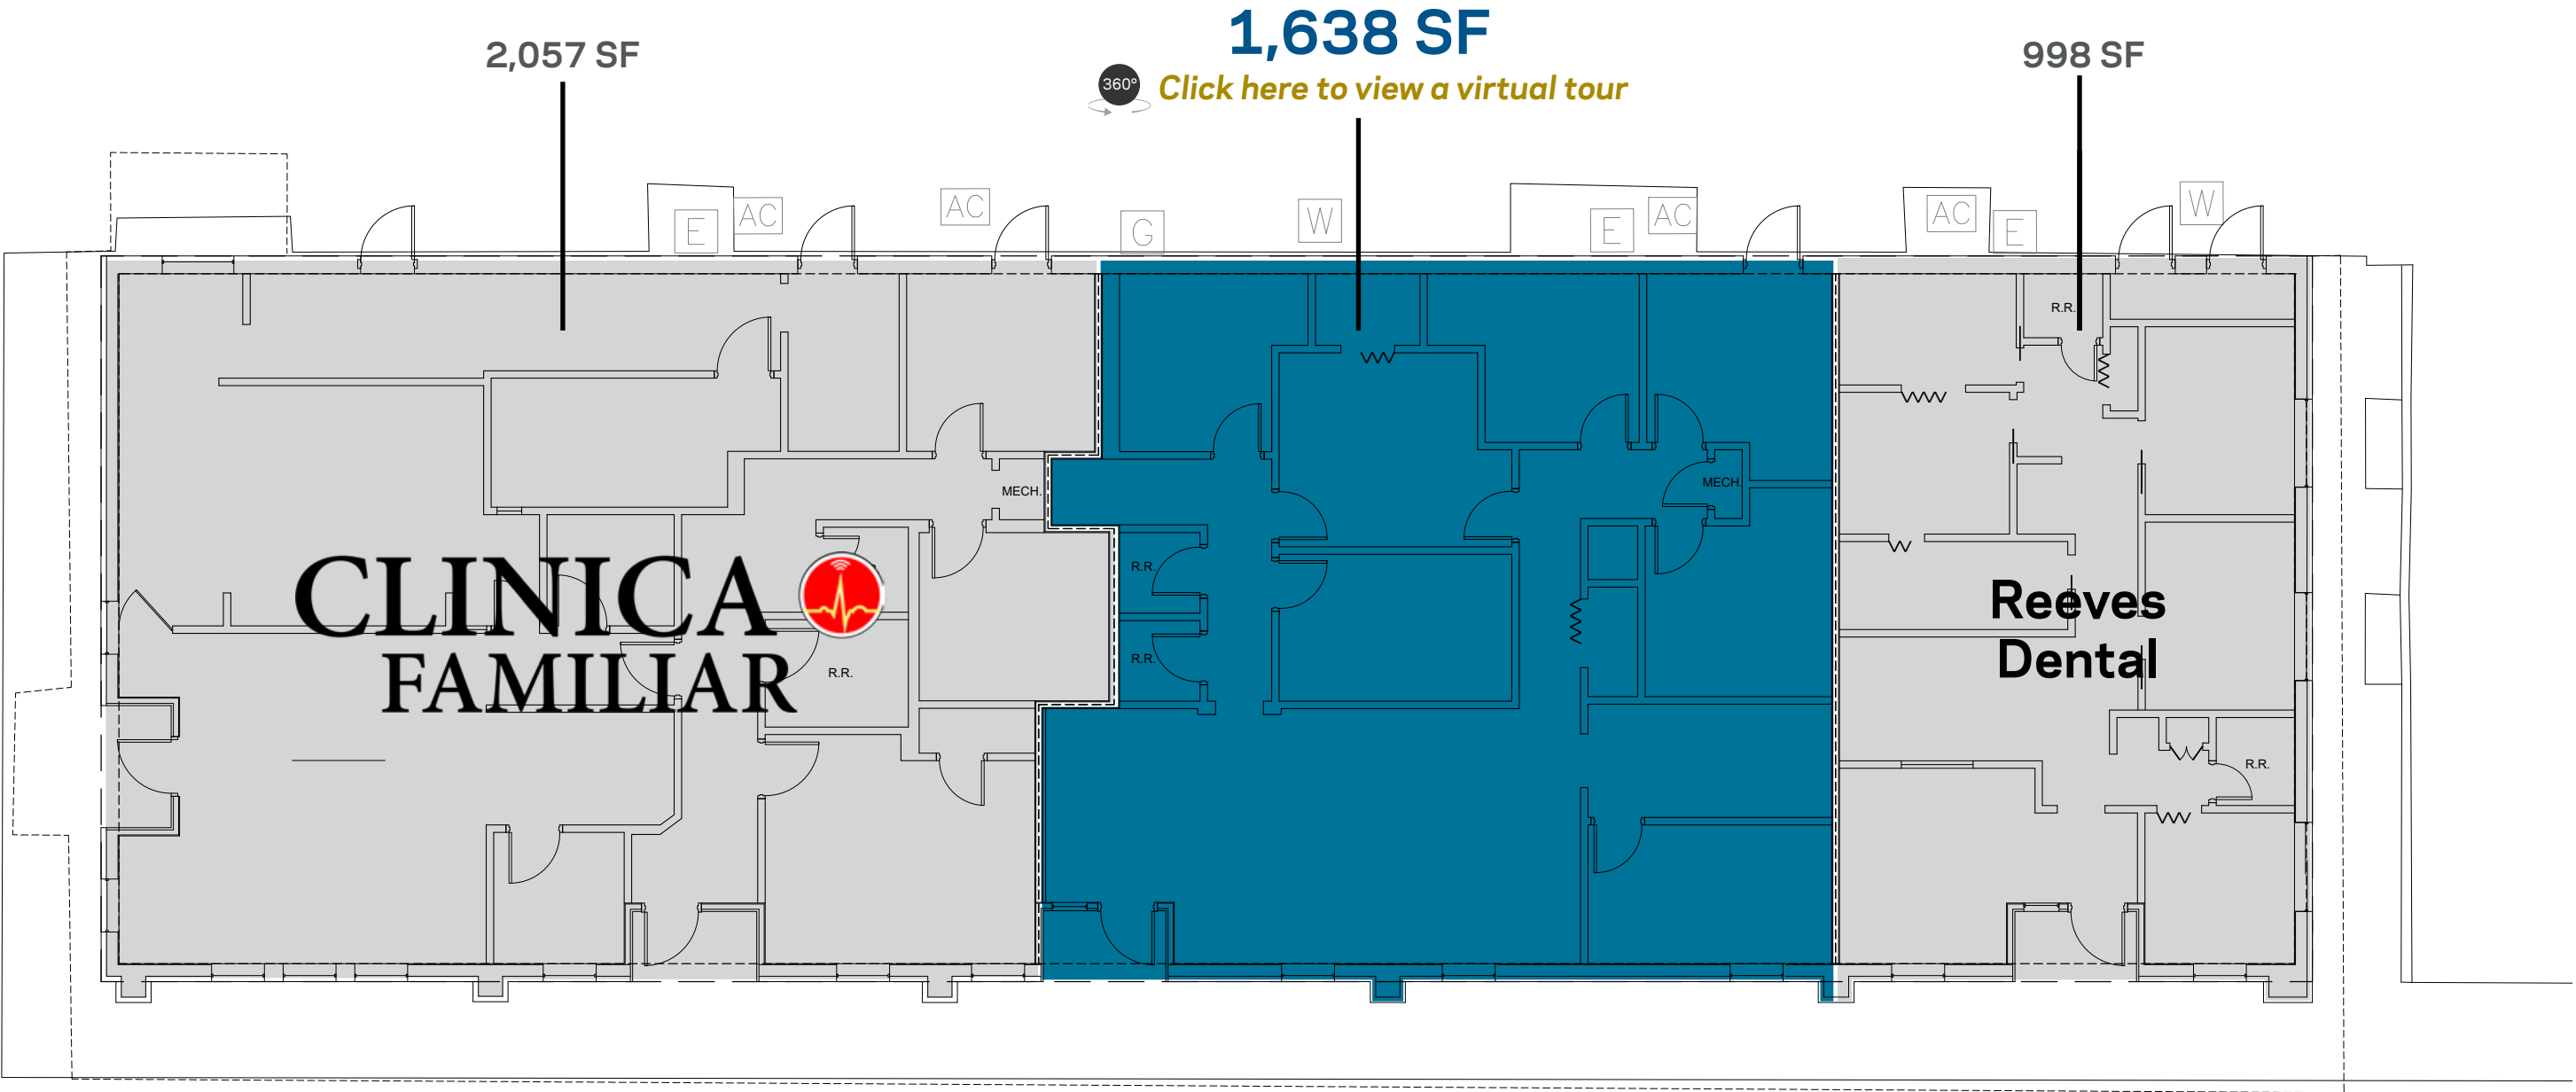 1,638 SF
2,057 SF
998 SF
360°
Click here to view a virtual tour
E
AC
AC
G
W
E
AC
AC
E
W
R.R.
MECH.
MECH.
R.R.
CLINICA
FAMILIAR
R.R.
R.R.
Reeves
Dental
R.R.